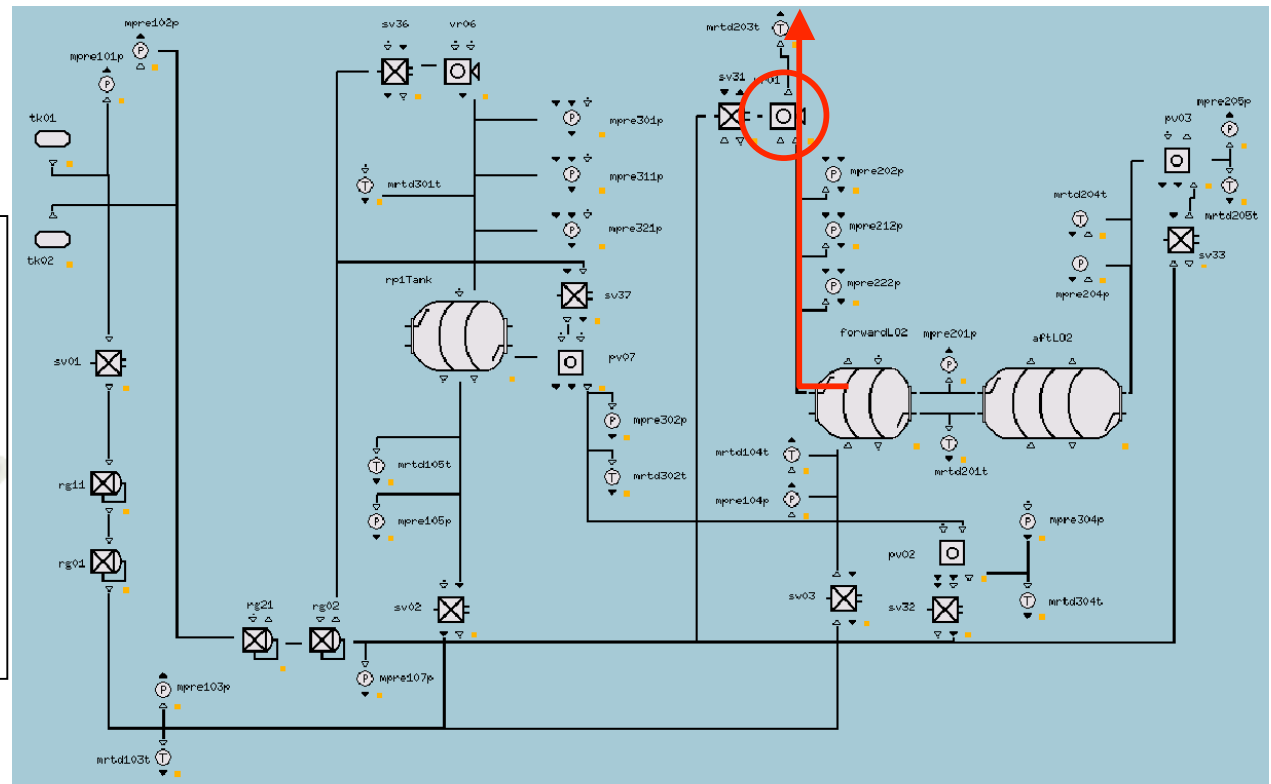 mpre102p
P
mpre101p
P
tk01
tk02
sv36
vr06
mrtd203t
T
sv31
P mpre301p
P mpre311p
P mpre321p
T mrtd301t
P mpre202p
P mpre212p
P mpre222p
mpre205p
P
pv03
T
mrtd205t
mrtd204t
T
P
mpre204p
sv33
rp1Tank
sv37
pv07
forwardLO2
mpre201p
P
aftLO2
T
mrtd201t
sv01
P mpre302p
T mrtd302t
T
mrtd105t
P mpre105p
mrtd104t T
mpre104p P
rg11
rg01
P mpre304p
pv02
T mrtd304t
rg21
rg02
sv02
sv03
sv32
P mpre107p
P mpre103p
mrtd103t T